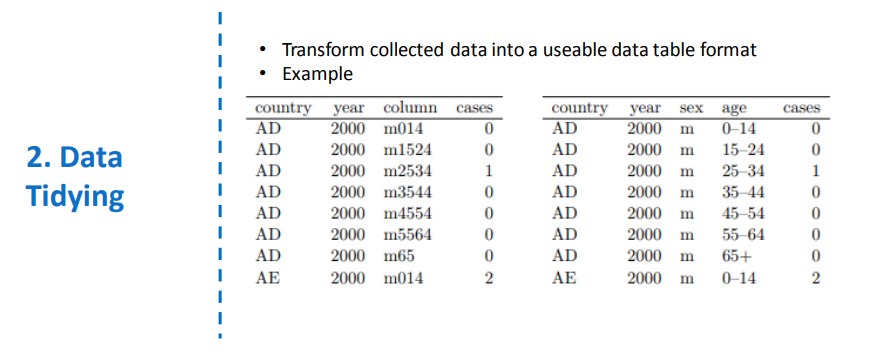 2. Data
Tidying
• Transform collected data into a useable data table format
• Example
country year column cases
AD 2000 m014 0
AD 2000 m1524 0
AD 2000 m2534 1
AD 2000 m3544 0
AD 2000 m4554 0
AD 2000 m5564 0
AD 2000 m65 0
AE 2000 m014 2
country year sex age cases
AD 2000 m 0–14 0
AD 2000 m 15–24 0
AD 2000 m 25–34 1
AD 2000 m 35–44 0
AD 2000 m 45–54 0
AD 2000 m 55–64 0
AD 2000 m 65+ 0
AE 2000 m 0–14 2